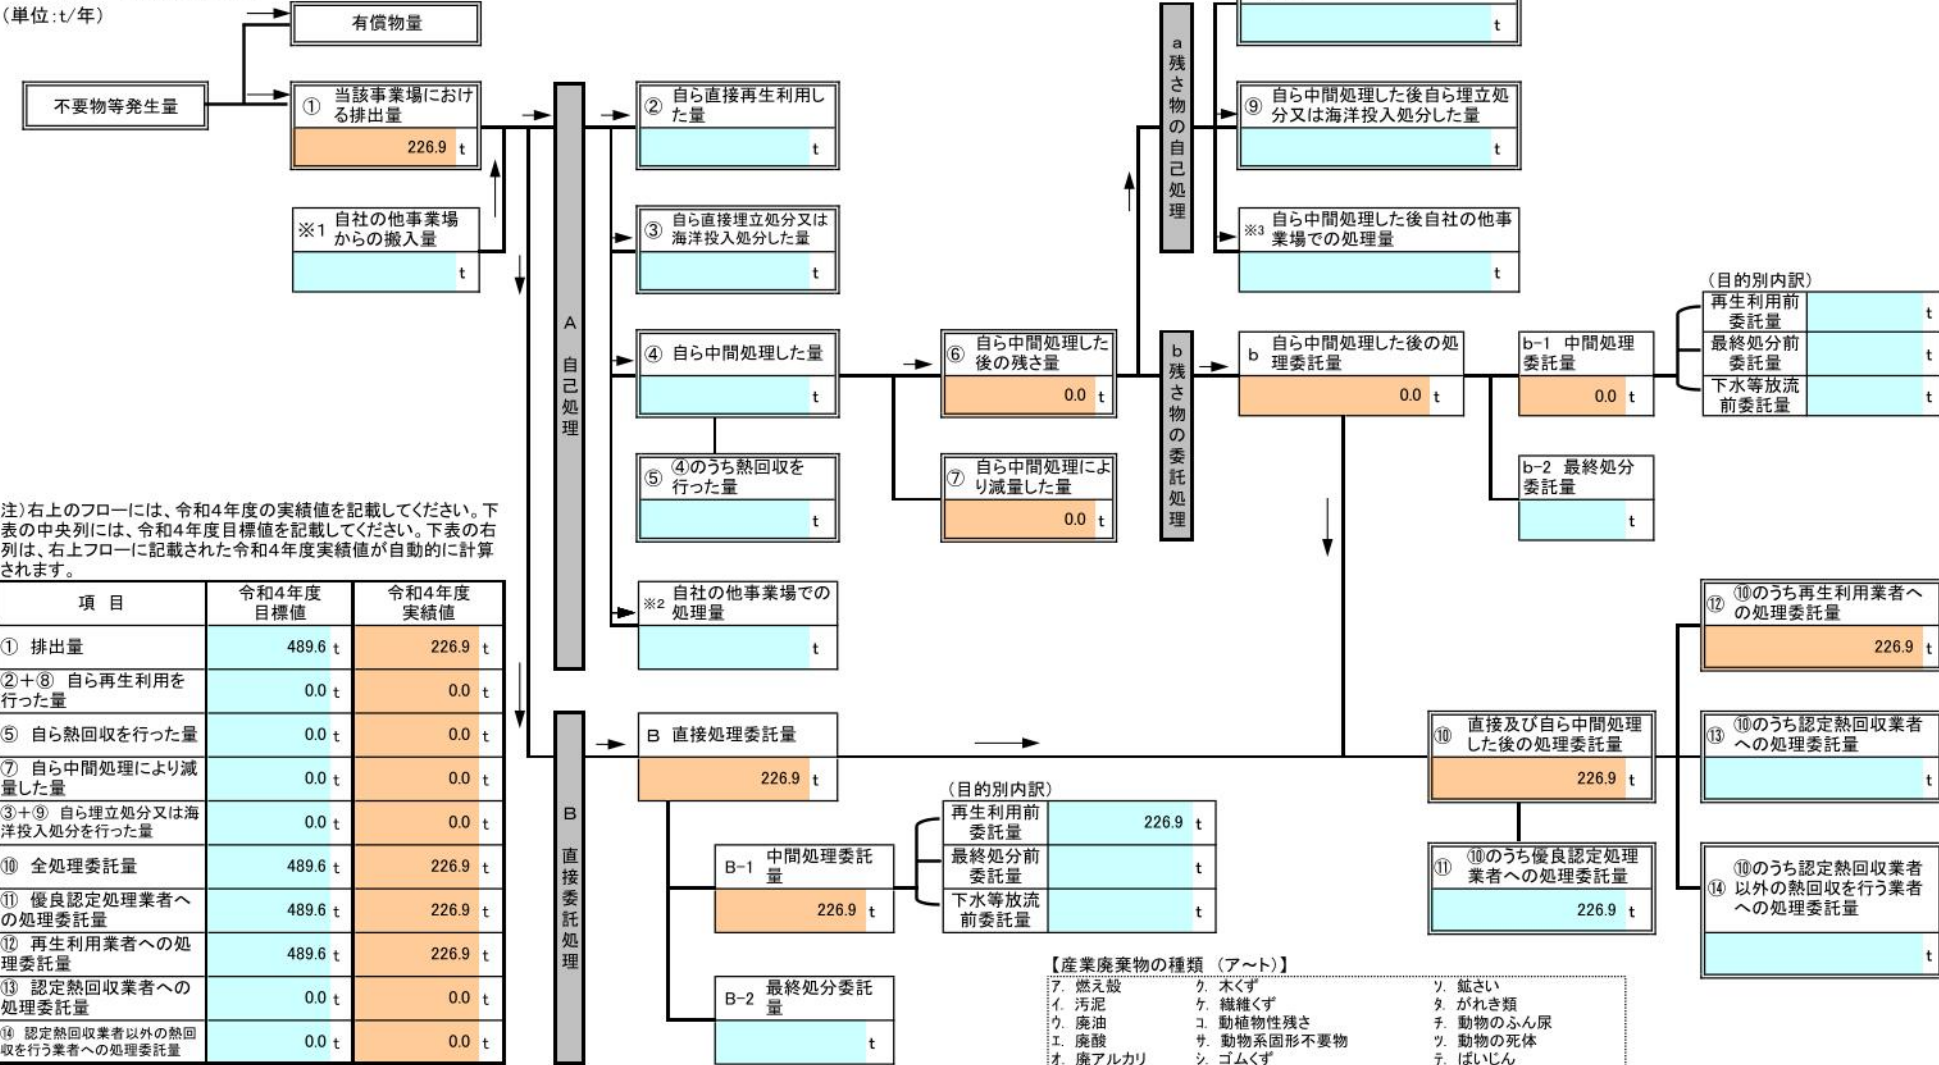 (単位:t/年)
有償物量
不要物等発生量
① 当該事業場におけ
る排出量
226.9 t
※1 自社の他事業場
からの搬入量
t
A 自己処理
② 自ら直接再生利用し
た量
t
③ 自ら直接埋立処分又は
海洋投入処分した量
t
④ 自ら中間処理した量
t
⑤ ④のうち熱回収を
行った量
t
※2 自社の他事業場での
処理量
t
⑥ 自ら中間処理した
後の残さ量
0.0 t
⑦ 自ら中間処理によ
り減量した量
0.0 t
a 残さ物の自己処理
t
⑨ 自ら中間処理した後自ら埋立処
分又は海洋投入処分した量
t
※3 自ら中間処理した後自社の他事
業場での処理量
t
b 残さ物の委託処理
b 自ら中間処理した後の処
理委託量
0.0 t
b-1 中間処理
委託量
0.0 t
b-2 最終処分
委託量
t
(目的別内訳)
再生利用前
委託量
t
最終処分前
委託量
t
下水等放流
前委託量
t
注)右上のフローには、令和4年度の実績値を記載してください。下
表の中央列には、令和4年度目標値を記載してください。下表の右
列は、右上フローに記載された令和4年度実績値が自動的に計算
されます。
項 目
令和4年度
目標値
令和4年度
実績値
① 排出量 489.6 t 226.9 t
②+⑧ 自ら再生利用を
行った量
0.0 t 0.0 t
⑤ 自ら熱回収を行った量 0.0 t 0.0 t
⑦ 自ら中間処理により減
量した量
0.0 t 0.0 t
③+⑨ 自ら埋立処分又は海
洋投入処分を行った量
0.0 t 0.0 t
⑩ 全処理委託量 489.6 t 226.9 t
⑪ 優良認定処理業者へ
の処理委託量
489.6 t 226.9 t
⑫ 再生利用業者への処
理委託量
489.6 t 226.9 t
⑬ 認定熱回収業者への
処理委託量
0.0 t 0.0 t
⑭ 認定熱回収業者以外の熱回
収を行う業者への処理委託量
0.0 t 0.0 t
B 直接委託処理
B 直接処理委託量
226.9 t
B-1 中間処理委託
量
226.9 t
B-2 最終処分委託
量
t
(目的別内訳)
再生利用前
委託量
226.9 t
最終処分前
委託量
t
下水等放流
前委託量
t
⑩ 直接及び自ら中間処理
した後の処理委託量
226.9 t
⑪ ⑩のうち優良認定処理
業者への処理委託量
226.9 t
⑫ ⑩のうち再生利用業者へ
の処理委託量
226.9 t
⑬ ⑩のうち認定熱回収業者
への処理委託量
t
⑭ ⑩のうち認定熱回収業者
以外の熱回収を行う業者
への処理委託量
t
【産業廃棄物の種類 (ア～ト)】
ア. 燃え殻 ク. 木くず ソ. 鉱さい
イ. 汚泥 ケ. 繊維くず タ. がれき類
ウ. 廃油 コ. 動植物性残さ チ. 動物のふん尿
エ. 廃酸 サ. 動物系固形不要物 ツ. 動物の死体
オ. 廃アルカリ シ. ゴムくず テ. ばいじん